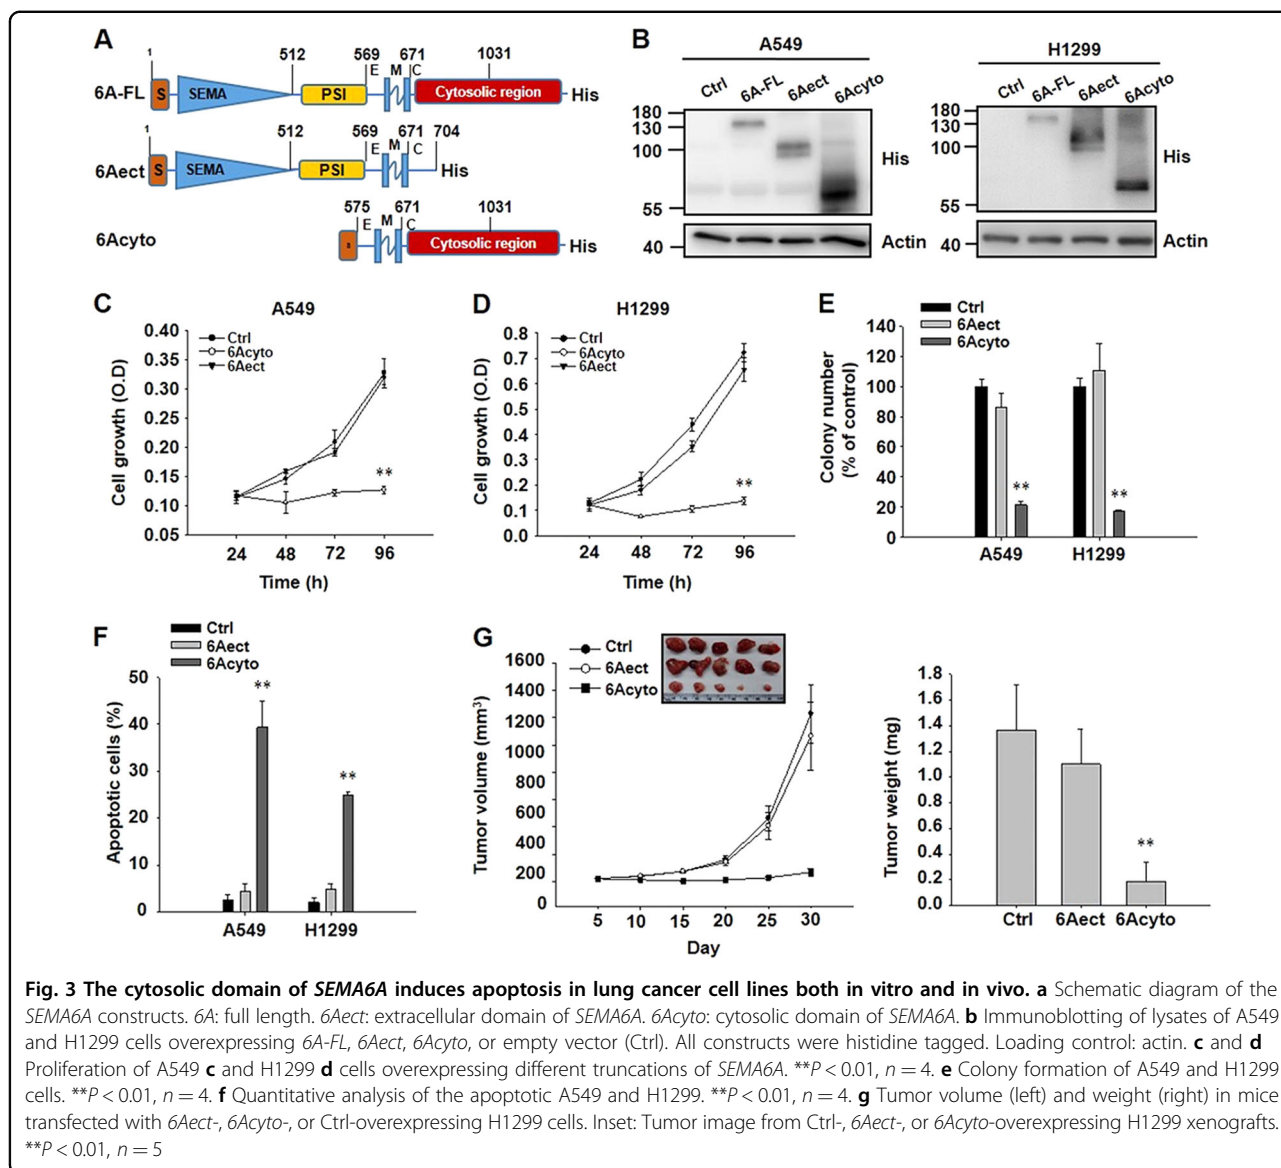 A
1
512
569
671
1031
E
M
C
6A-FL
S
SEMA
PSI
Cytosolic region
His
1
512
569
671
704
E
M
C
6Aect
S
SEMA
PSI
His
575
671
1031
E
M
C
6Acyto
s
Cytosolic region
His
B
A549
Ctrl
6A-FL
6Aect
6Acyto
180
130
100
55
40
His
Actin
H1299
Ctrl
6A-FL
6Aect
6Acyto
180
130
100
55
40
His
Actin
C
A549
Ctrl
6Acyto
6Aect
Cell growth (O.D)
0.40
0.35
0.30
0.25
0.20
0.15
0.10
0.05
**
24 48 72 96
Time (h)
D
H1299
Ctrl
6Acyto
6Aect
Cell growth (O.D)
0.8
0.7
0.6
0.5
0.4
0.3
0.2
0.1
0.0
**
24 48 72 96
Time (h)
E
Ctrl
6Aect
6Acyto
Colony number
(% of control)
140
120
100
80
60
40
20
0
**
**
A549 H1299
F
Ctrl
6Aect
6Acyto
Apoptotic cells (%)
50
40
30
20
10
0
**
**
A549 H1299
G
Ctrl
6Aect
6Acyto
Tumor volume (mm³)
1600
1400
1200
1000
800
600
400
200
0
5 10 15 20 25 30
Day
Tumor weight (mg)
1.8
1.6
1.4
1.2
1.0
0.8
0.6
0.4
0.2
0.0
**
Ctrl 6Aect 6Acyto
Fig. 3 The cytosolic domain of SEMA6A induces apoptosis in lung cancer cell lines both in vitro and in vivo. a Schematic diagram of the
SEMA6A constructs. 6A: full length. 6Aect: extracellular domain of SEMA6A. 6Acyto: cytosolic domain of SEMA6A. b Immunoblotting of lysates of A549
and H1299 cells overexpressing 6A-FL, 6Aect, 6Acyto, or empty vector (Ctrl). All constructs were histidine tagged. Loading control: actin. c and d
Proliferation of A549 c and H1299 d cells overexpressing different truncations of SEMA6A. **P < 0.01, n = 4. e Colony formation of A549 and H1299
cells. **P < 0.01, n = 4. f Quantitative analysis of the apoptotic A549 and H1299. **P < 0.01, n = 4. g Tumor volume (left) and weight (right) in mice
transfected with 6Aect-, 6Acyto-, or Ctrl-overexpressing H1299 cells. Inset: Tumor image from Ctrl-, 6Aect-, or 6Acyto-overexpressing H1299 xenografts.
**P < 0.01, n = 5